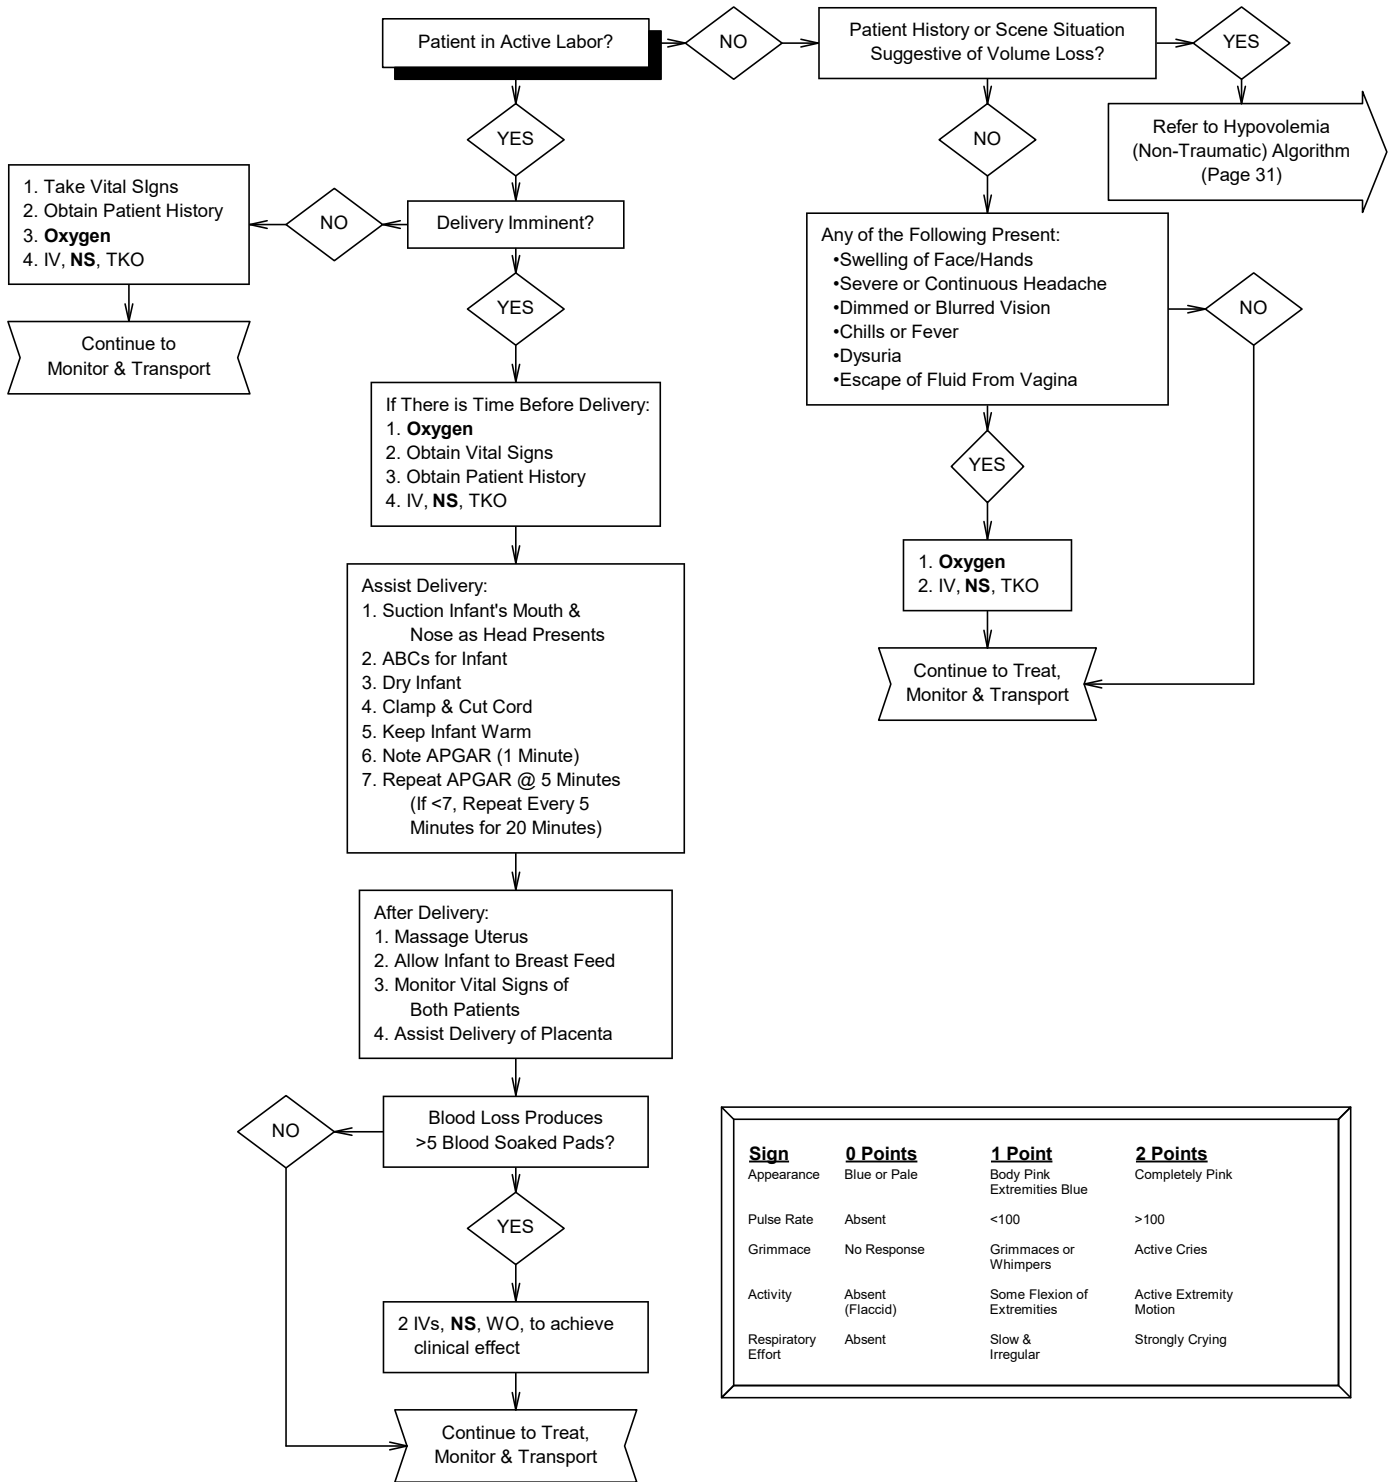 Patient in Active Labor?
NO
Patient History or Scene Situation
Suggestive of Volume Loss?
YES
Refer to Hypovolemia
(Non-Traumatic) Algorithm
(Page 31)
YES
NO
1. Take Vital SIgns
2. Obtain Patient History
3. Oxygen
4. IV, NS, TKO
NO
Delivery Imminent?
Continue to
Monitor & Transport
YES
Any of the Following Present:
•Swelling of Face/Hands
•Severe or Continuous Headache
•Dimmed or Blurred Vision
•Chills or Fever
•Dysuria
•Escape of Fluid From Vagina
NO
YES
1. Oxygen
2. IV, NS, TKO
Continue to Treat,
Monitor & Transport
If There is Time Before Delivery:
1. Oxygen
2. Obtain Vital Signs
3. Obtain Patient History
4. IV, NS, TKO
Assist Delivery:
1. Suction Infant's Mouth &
Nose as Head Presents
2. ABCs for Infant
3. Dry Infant
4. Clamp & Cut Cord
5. Keep Infant Warm
6. Note APGAR (1 Minute)
7. Repeat APGAR @ 5 Minutes
(If <7, Repeat Every 5
Minutes for 20 Minutes)
After Delivery:
1. Massage Uterus
2. Allow Infant to Breast Feed
3. Monitor Vital Signs of
Both Patients
4. Assist Delivery of Placenta
NO
Blood Loss Produces
>5 Blood Soaked Pads?
YES
2 IVs, NS, WO, to achieve
clinical effect
Continue to Treat,
Monitor & Transport
Sign 0 Points 1 Point 2 Points
Appearance Blue or Pale Body Pink Completely Pink
Extremities Blue
Pulse Rate Absent <100 >100
Grimmace No Response Grimmaces or Active Cries
Whimpers
Activity Absent Some Flexion of Active Extremity
(Flaccid) Extremities Motion
Respiratory Absent Slow & Strongly Crying
Effort Irregular